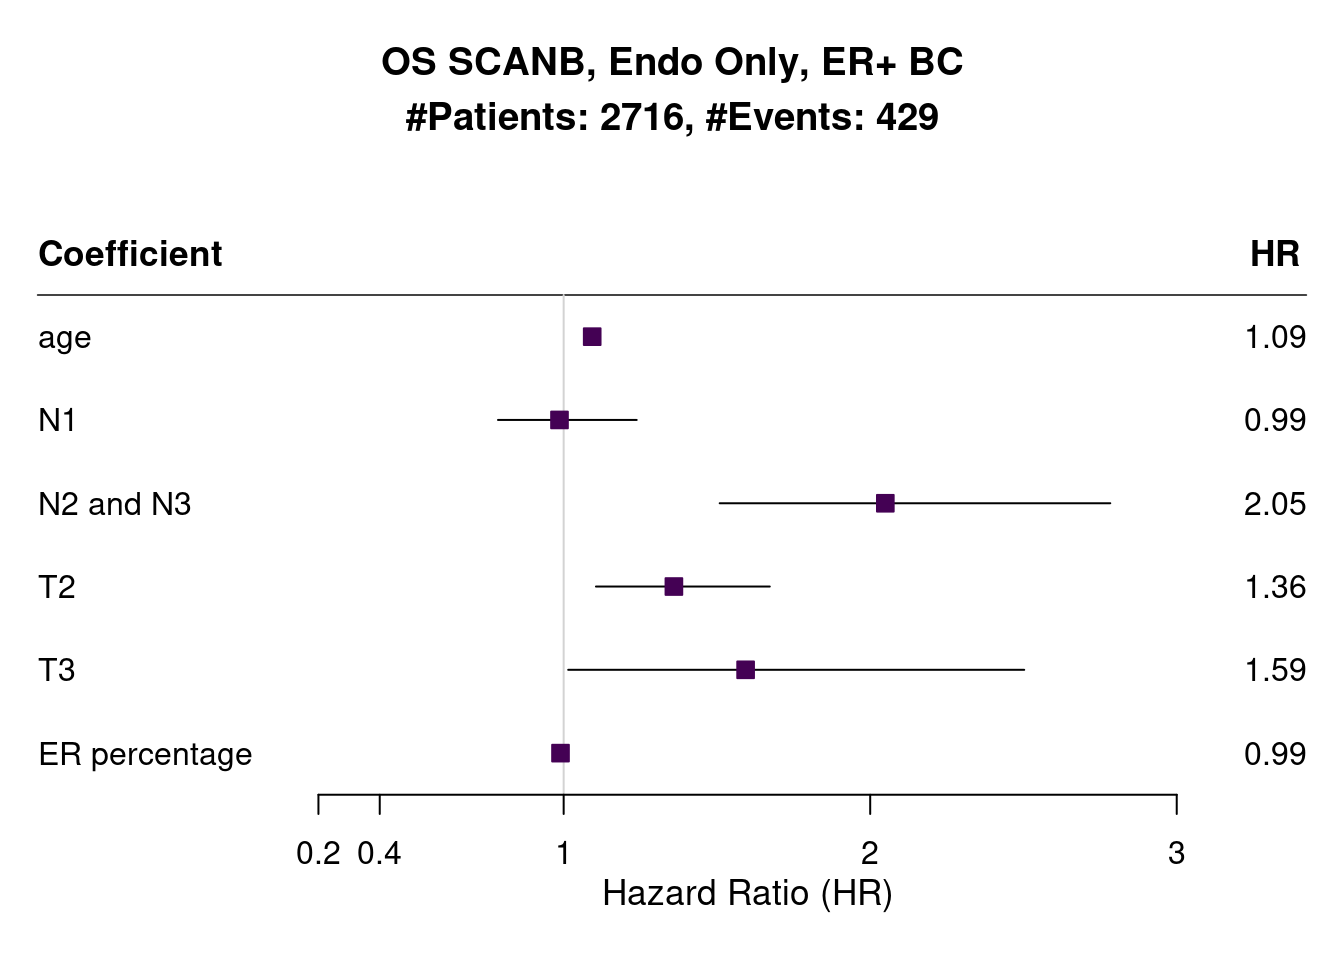 OS SCANB, Endo Only, ER+ BC
#Patients: 2716, #Events: 429
Coefficient HR
age 1.09
N1 0.99
N2 and N3 2.05
T2 1.36
T3 1.59
ER percentage 0.99
0.2 0.4 1 2 3
Hazard Ratio (HR)